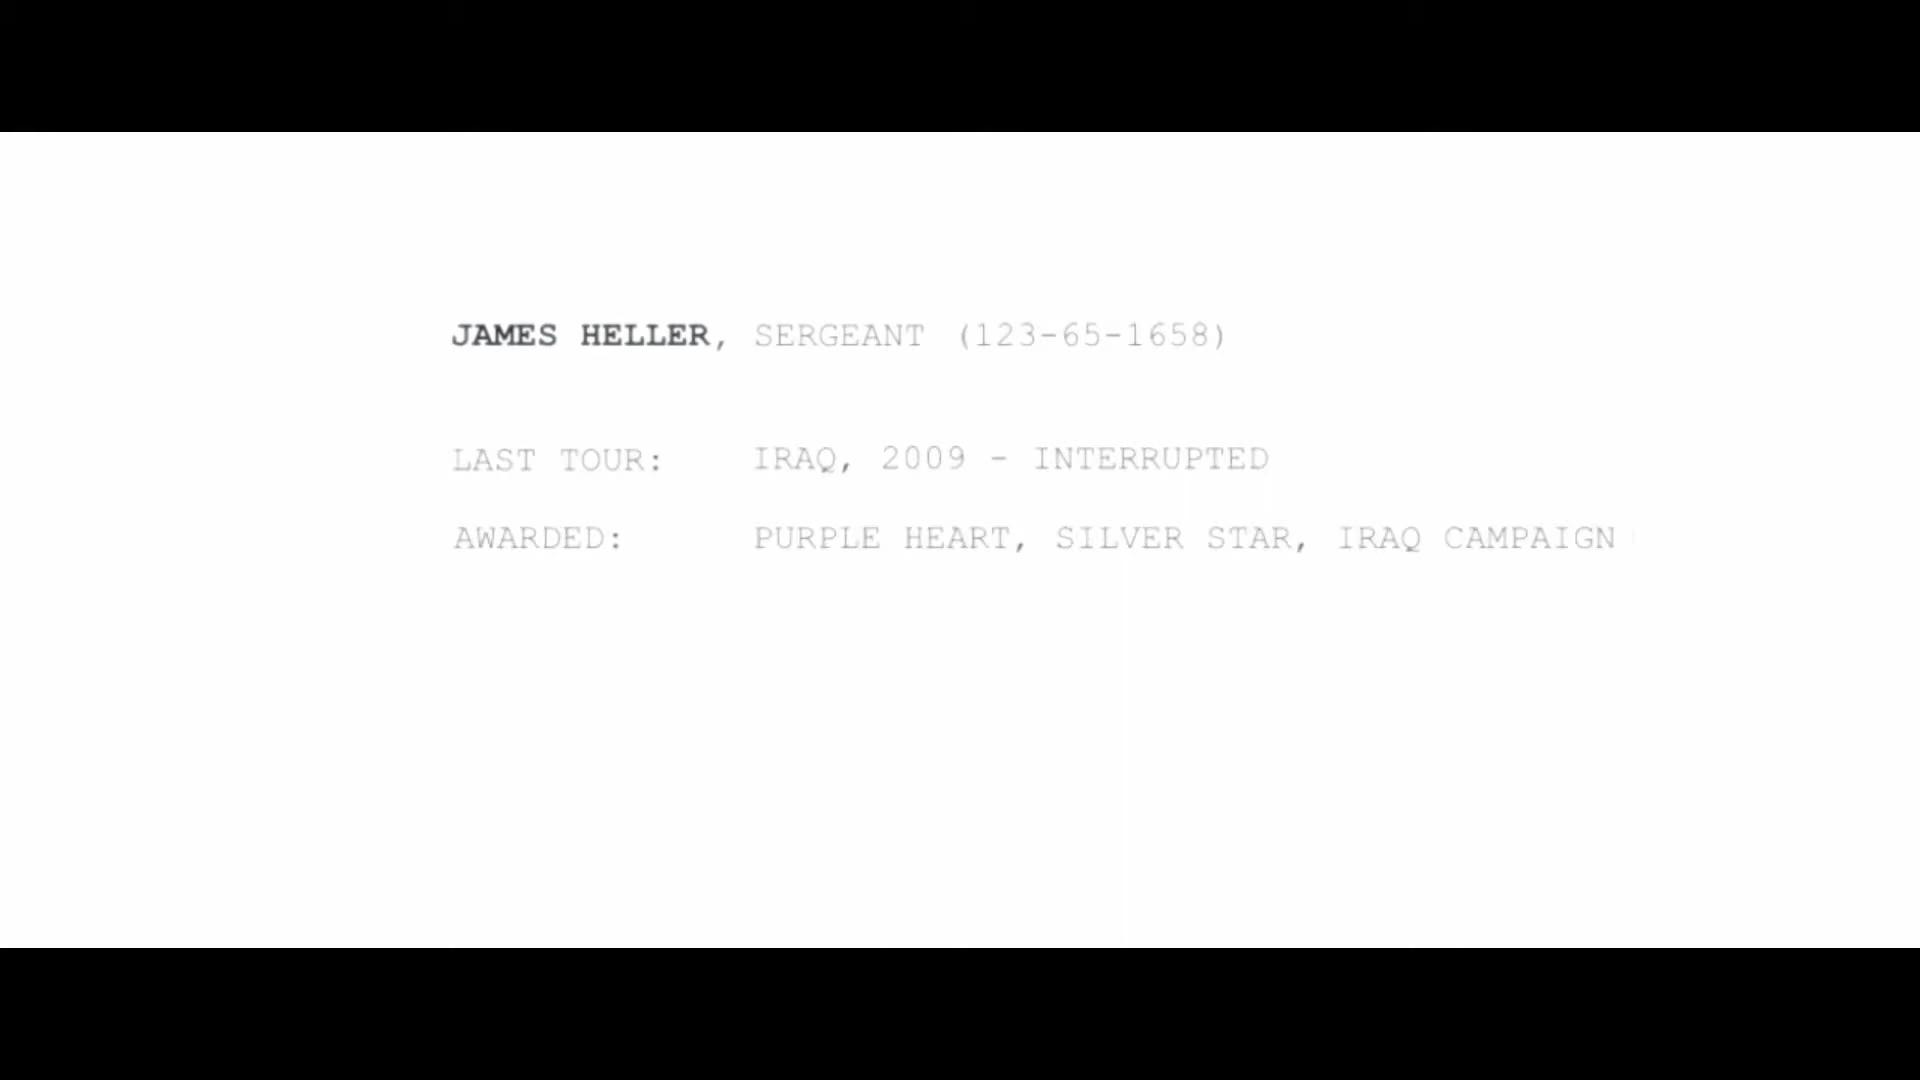 JAMES HELLER, SERGEANT (123-65-1658)
LAST TOUR: IRAQ, 2009 - INTERRUPTED
AWARDED: PURPLE HEART, SILVER STAR, IRAQ CAMPAIGN